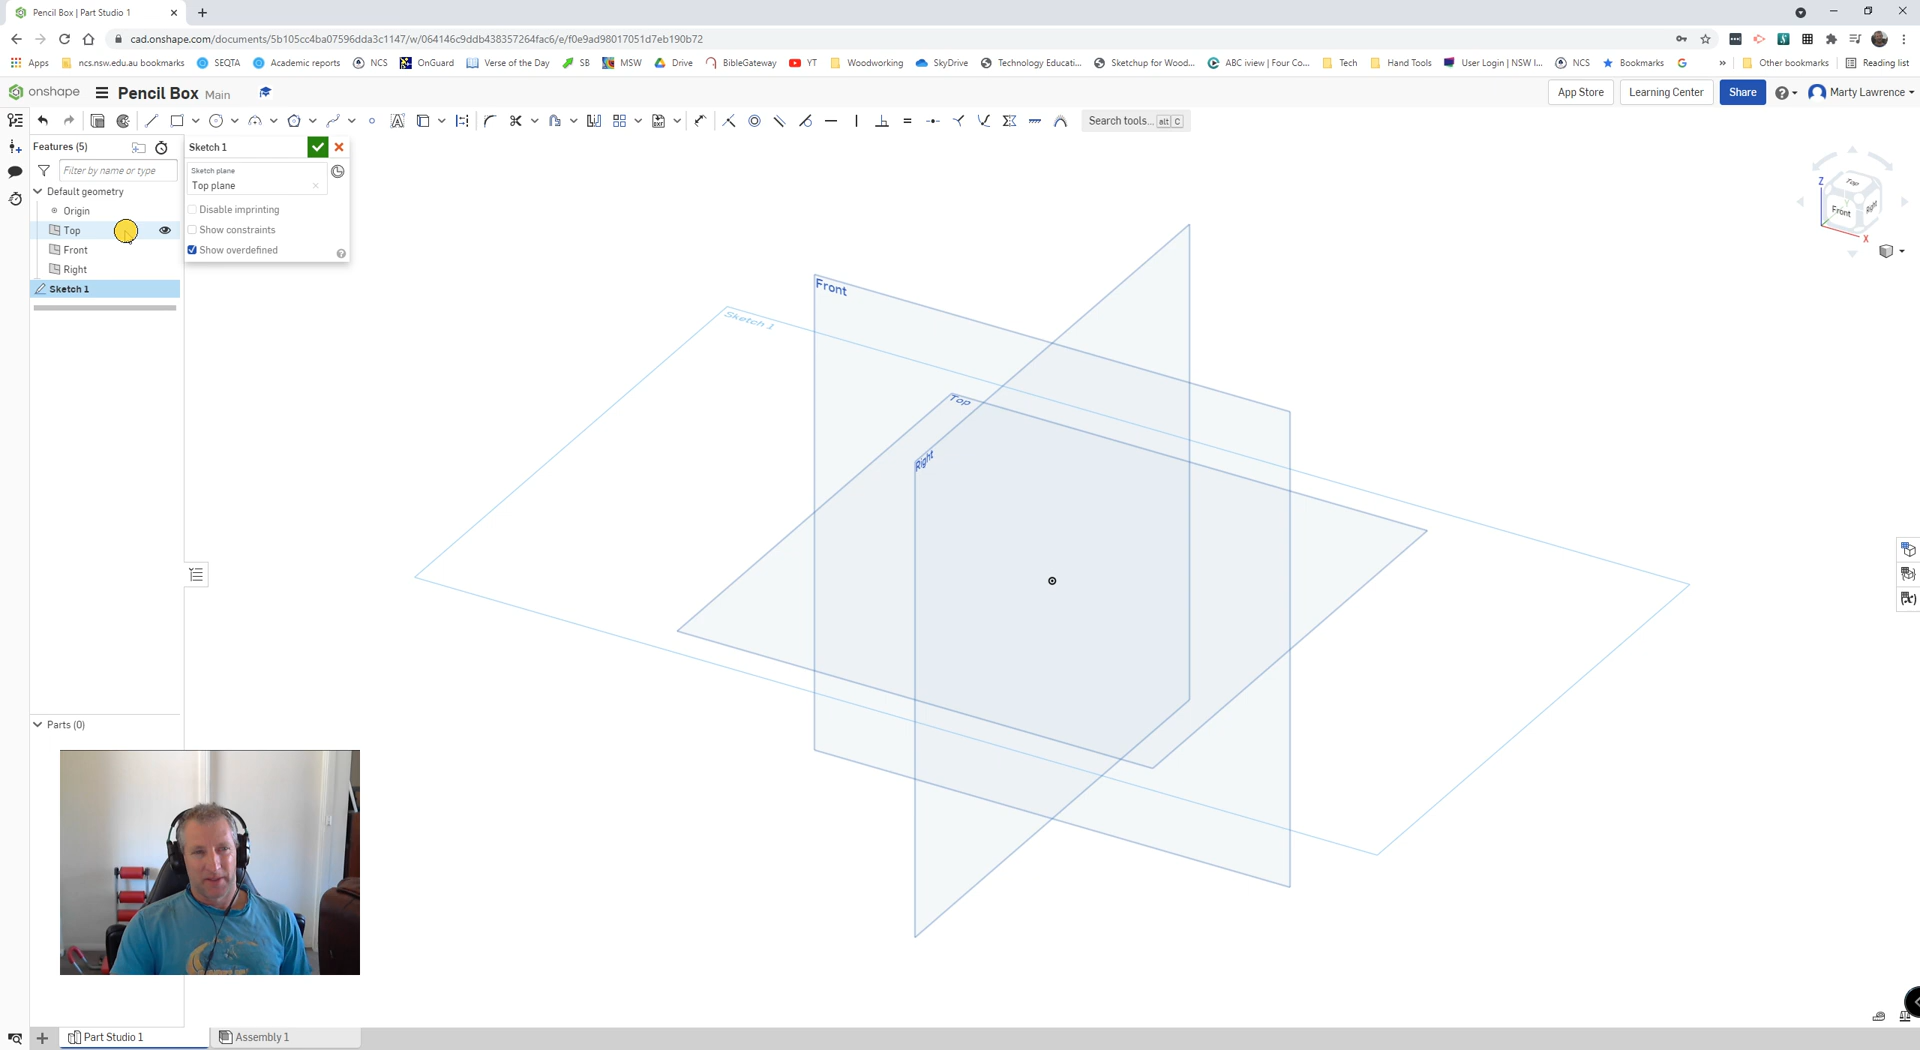 Pencil Box | Part Studio 1
cad.onshape.com/documents/5b105cc4ba07596dda3c1147/w/064146c9ddb438357264fac6/e/f0e9ad98017051d7eb190b72
Apps ncs.nsw.edu.au bookmarks SEQTA Academic reports NCS OnGuard Verse of the Day SB MSW Drive BibleGateway YT Woodworking SkyDrive Technology Educati... Sketchup for Wood... ABC iview | Four Co... Tech Hand Tools User Login | NSW I... NCS Bookmarks » Other bookmarks Reading list
onshape Pencil Box Main App Store Learning Center Share Marty Lawrence
Search tools... alt C
Features (5)
Sketch 1
Filter by name or type
Sketch plane
Top plane
Default geometry
Origin
Top
Front
Right
Sketch 1
Disable imprinting
Show constraints
Show overdefined
Top
Z
Front
Right
X
Front
Sketch 1
Top
Right
Parts (0)
Part Studio 1
Assembly 1